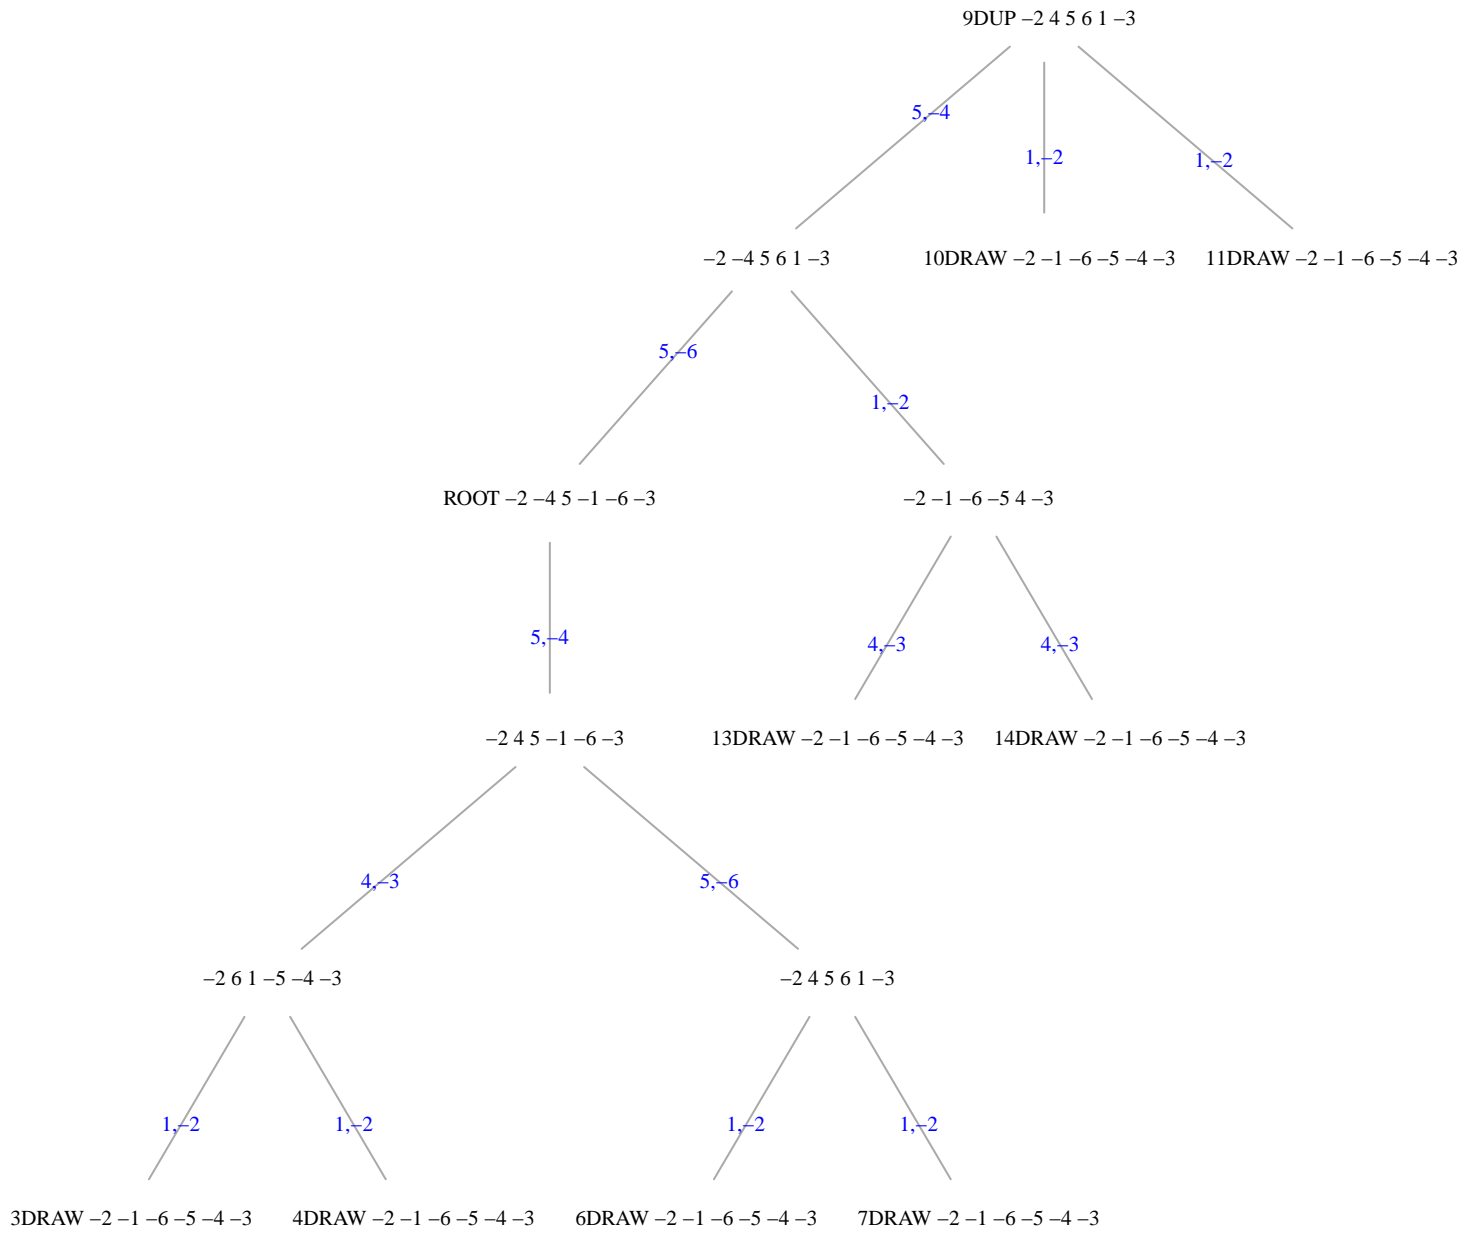 9DUP –2 4 5 6 1 –3
5,–4
1,–2
1,–2
–2 –4 5 6 1 –3
10DRAW –2 –1 –6 –5 –4 –3
11DRAW –2 –1 –6 –5 –4 –3
5,–6
1,–2
ROOT –2 –4 5 –1 –6 –3
–2 –1 –6 –5 4 –3
5,–4
4,–3
4,–3
–2 4 5 –1 –6 –3
13DRAW –2 –1 –6 –5 –4 –3
14DRAW –2 –1 –6 –5 –4 –3
4,–3
5,–6
–2 6 1 –5 –4 –3
–2 4 5 6 1 –3
1,–2
1,–2
1,–2
1,–2
3DRAW –2 –1 –6 –5 –4 –3
4DRAW –2 –1 –6 –5 –4 –3
6DRAW –2 –1 –6 –5 –4 –3
7DRAW –2 –1 –6 –5 –4 –3